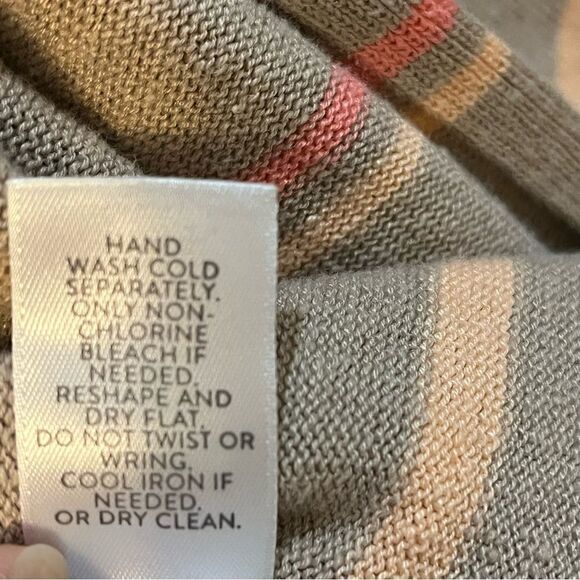 HAND
WASH COLD
SEPARATELY.
ONLY NON-
CHLORINE
BLEACH IF
NEEDED.
RESHAPE AND
DRY FLAT.
DO NOT TWIST OR
WRING.
COOL IRON IF
NEEDED.
OR DRY CLEAN.